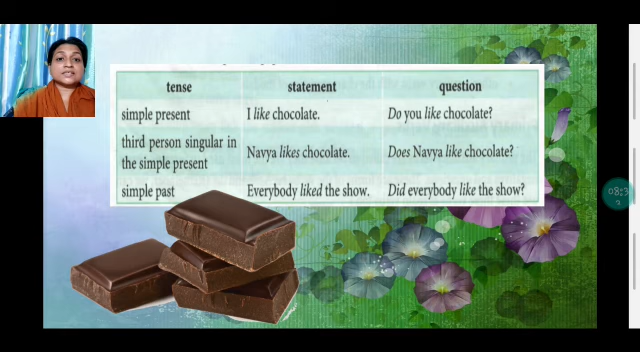 tense statement question
simple present I like chocolate. Do you like chocolate?
third person singular in
the simple present Navya likes chocolate. Does Navya like chocolate?
simple past Everybody liked the show. Did everybody like the show?